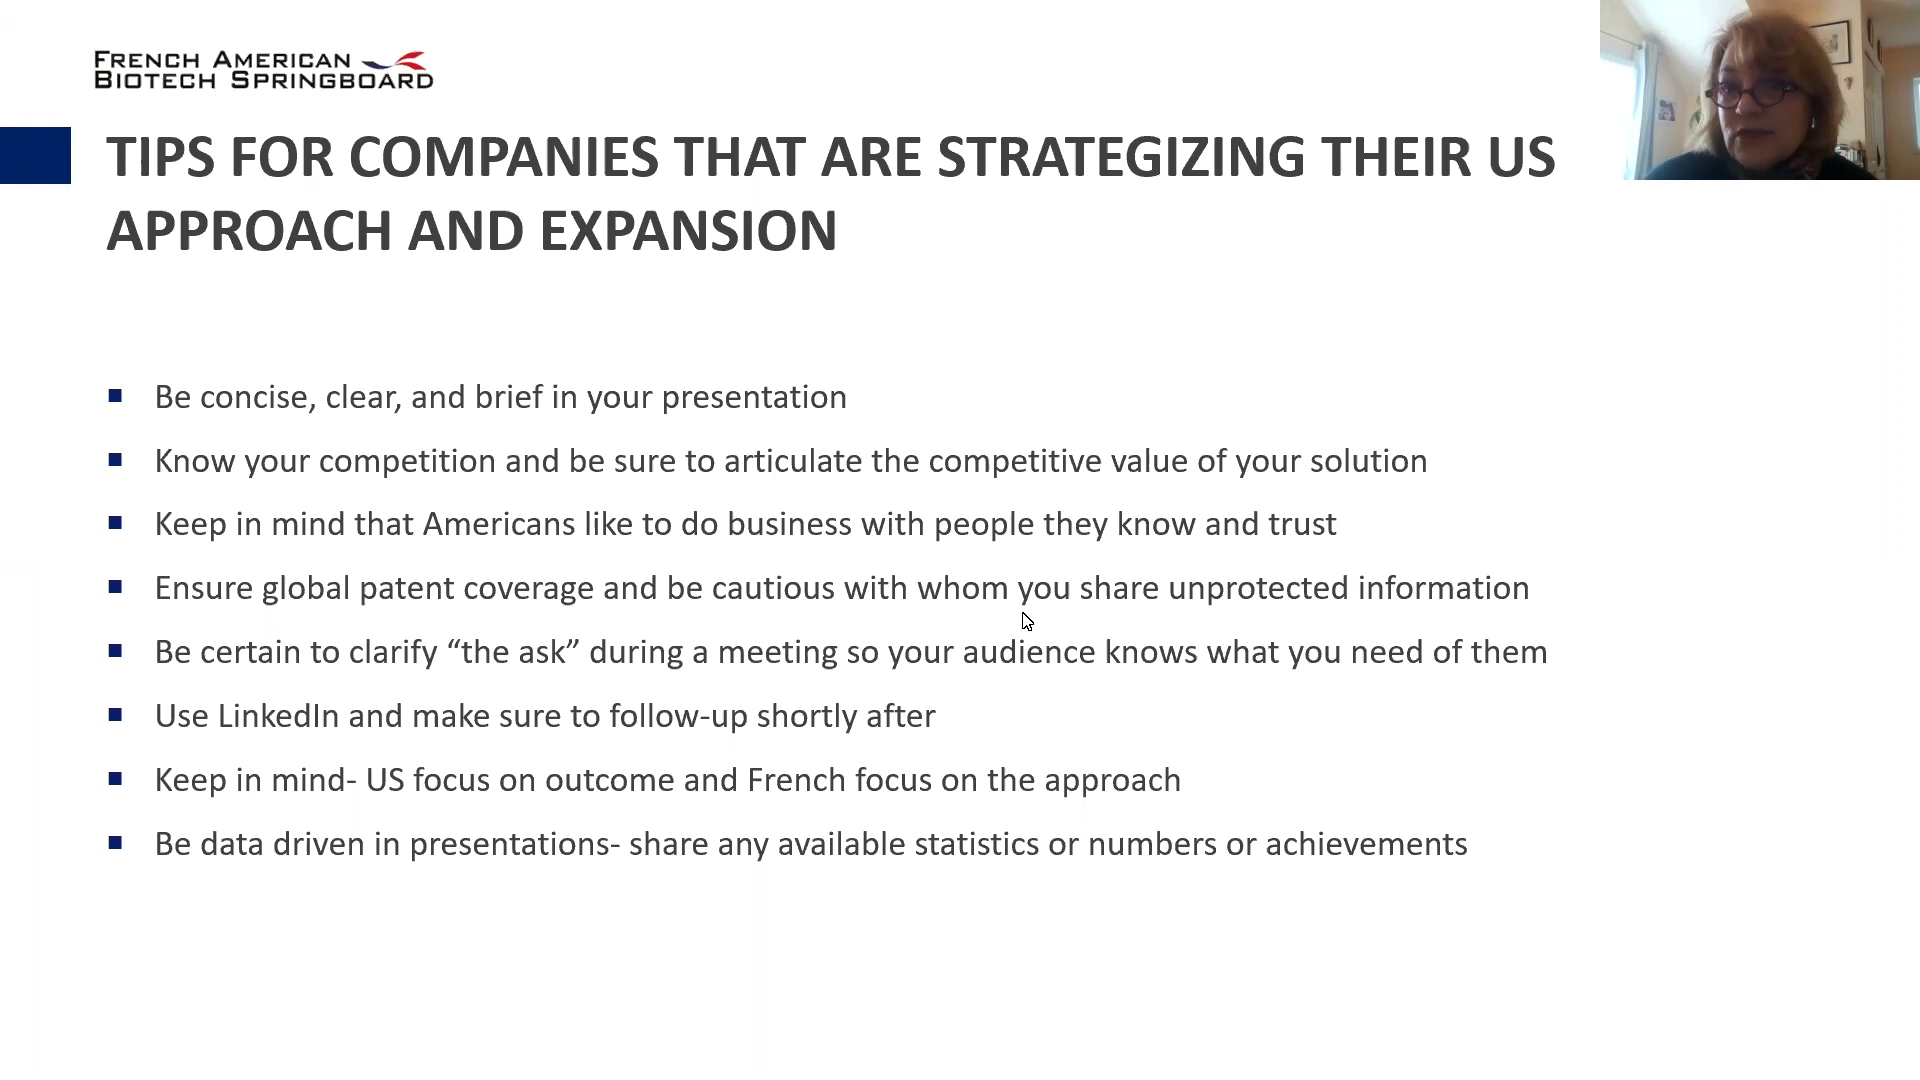 FRENCH AMERICAN
BIOTECH SPRINGBOARD
TIPS FOR COMPANIES THAT ARE STRATEGIZING THEIR US
APPROACH AND EXPANSION
Be concise, clear, and brief in your presentation
Know your competition and be sure to articulate the competitive value of your solution
Keep in mind that Americans like to do business with people they know and trust
Ensure global patent coverage and be cautious with whom you share unprotected information
Be certain to clarify “the ask” during a meeting so your audience knows what you need of them
Use LinkedIn and make sure to follow-up shortly after
Keep in mind- US focus on outcome and French focus on the approach
Be data driven in presentations- share any available statistics or numbers or achievements